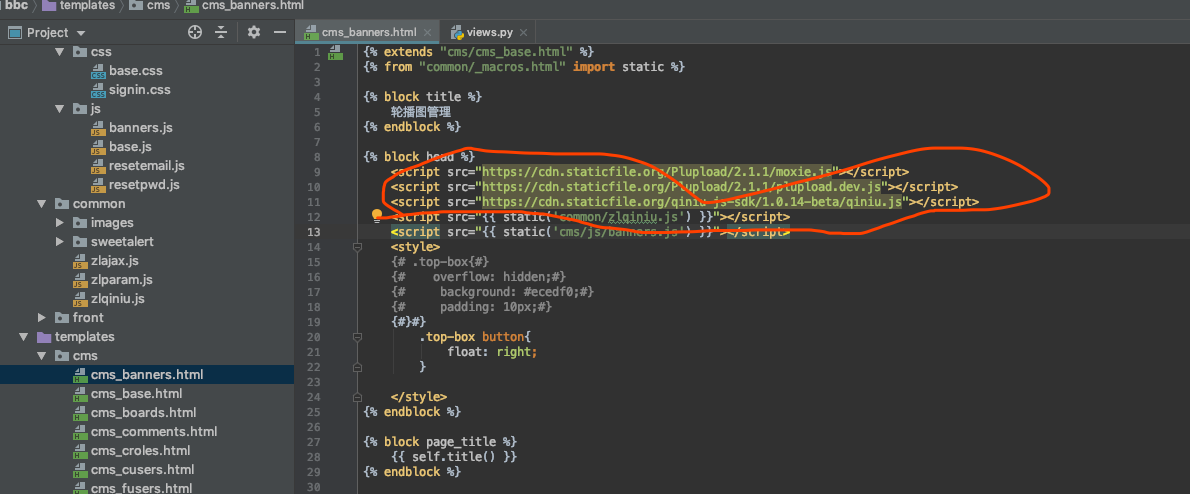 bbc templates cms cms_banners.html
Project
cms_banners.html views.py
css
base.css
signin.css
js
banners.js
base.js
resetemail.js
resetpwd.js
common
images
sweetalert
zlajax.js
zlparam.js
zlqiniu.js
front
templates
cms
cms_banners.html
cms_base.html
cms_boards.html
cms_comments.html
cms_croles.html
cms_cusers.html
cms_fusers.html
1 {% extends "cms/cms_base.html" %}
2 {% from "common/_macros.html" import static %}
3
4 {% block title %}
5 轮播图管理
6 {% endblock %}
7
8 {% block head %}
9 <script src="https://cdn.staticfile.org/Plupload/2.1.1/moxie.js"></script>
10 <script src="https://cdn.staticfile.org/Plupload/2.1.1/plupload.dev.js"></script>
11 <script src="https://cdn.staticfile.org/qiniu-js-sdk/1.0.14-beta/qiniu.js"></script>
12 <script src="{{ static('common/zlqiniu.js') }}"></script>
13 <script src="{{ static('cms/js/banners.js') }}"></script>
14 <style>
15 {# .top-box{#}
16 {# overflow: hidden;#}
17 {# background: #ecedf0;#}
18 {# padding: 10px;#}
19 {#}#}
20 .top-box button{
21 float: right;
22 }
23
24 </style>
25 {% endblock %}
26
27 {% block page_title %}
28 {{ self.title() }}
29 {% endblock %}
30